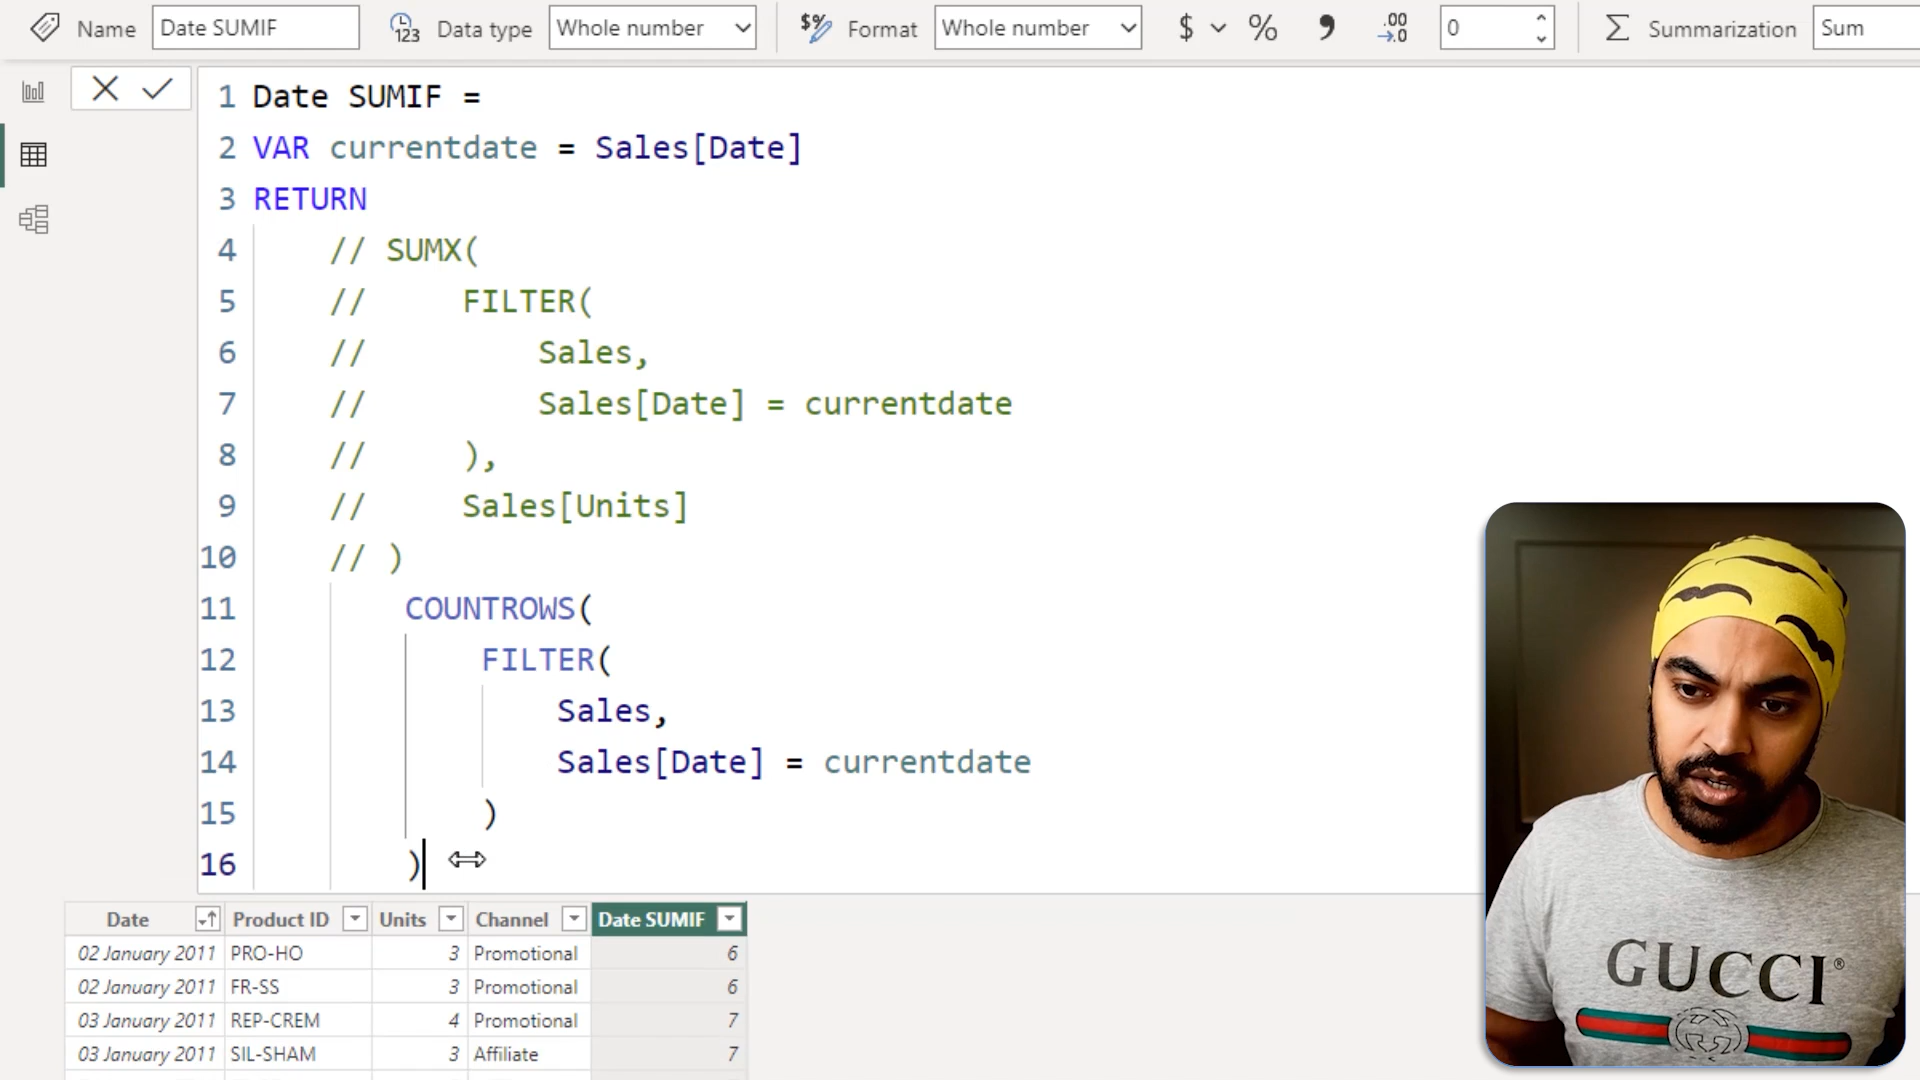 Name Date SUMIF Data type Whole number Format Whole number $ % 0 Summarization Sum
1 Date SUMIF =
2 VAR currentdate = Sales[Date]
3 RETURN
4 // SUMX(
5 // FILTER(
6 // Sales,
7 // Sales[Date] = currentdate
8 // ),
9 // Sales[Units]
10 // )
11 COUNTROWS(
12 FILTER(
13 Sales,
14 Sales[Date] = currentdate
15 )
16 )
Date Product ID Units Channel Date SUMIF
02 January 2011 PRO-HO 3 Promotional 6
02 January 2011 FR-SS 3 Promotional 6
03 January 2011 REP-CREM 4 Promotional 7
03 January 2011 SIL-SHAM 3 Affiliate 7
GUCCI®